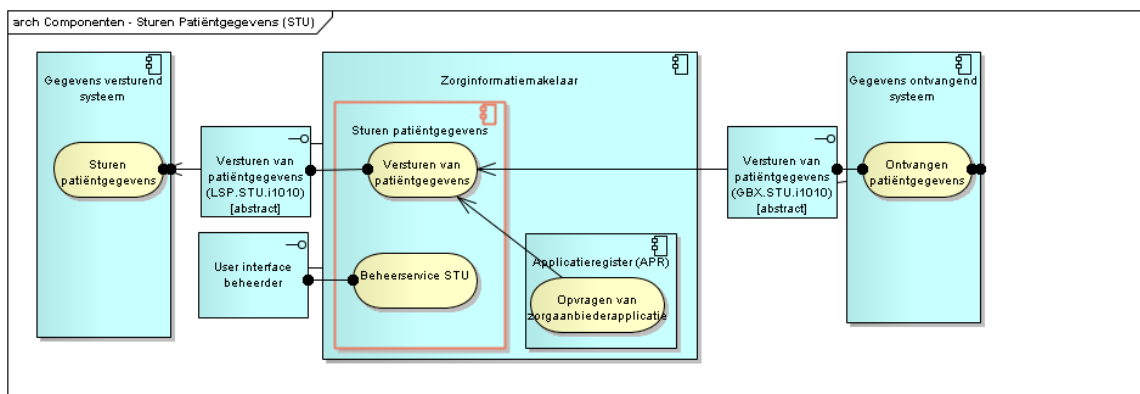 arch Componenten - Sturen Patiëntgegevens (STU)
Gegevens versturend
systeem
Sturen
patiëntgegevens
Versturen van
patiëntgegevens
(LSP.STU.i1010)
[abstract]
User interface
beheerder
Zorginformatiemakelaar
Sturen patiëntgegevens
Versturen van
patiëntgegevens
Beheerservice STU
Applicatieregister (APR)
Opvragen van
zorgaanbiederapplicatie
Versturen van
patiëntgegevens
(GBX.STU.i1010)
[abstract]
Gegevens ontvangend
systeem
Ontvangen
patiëntgegevens